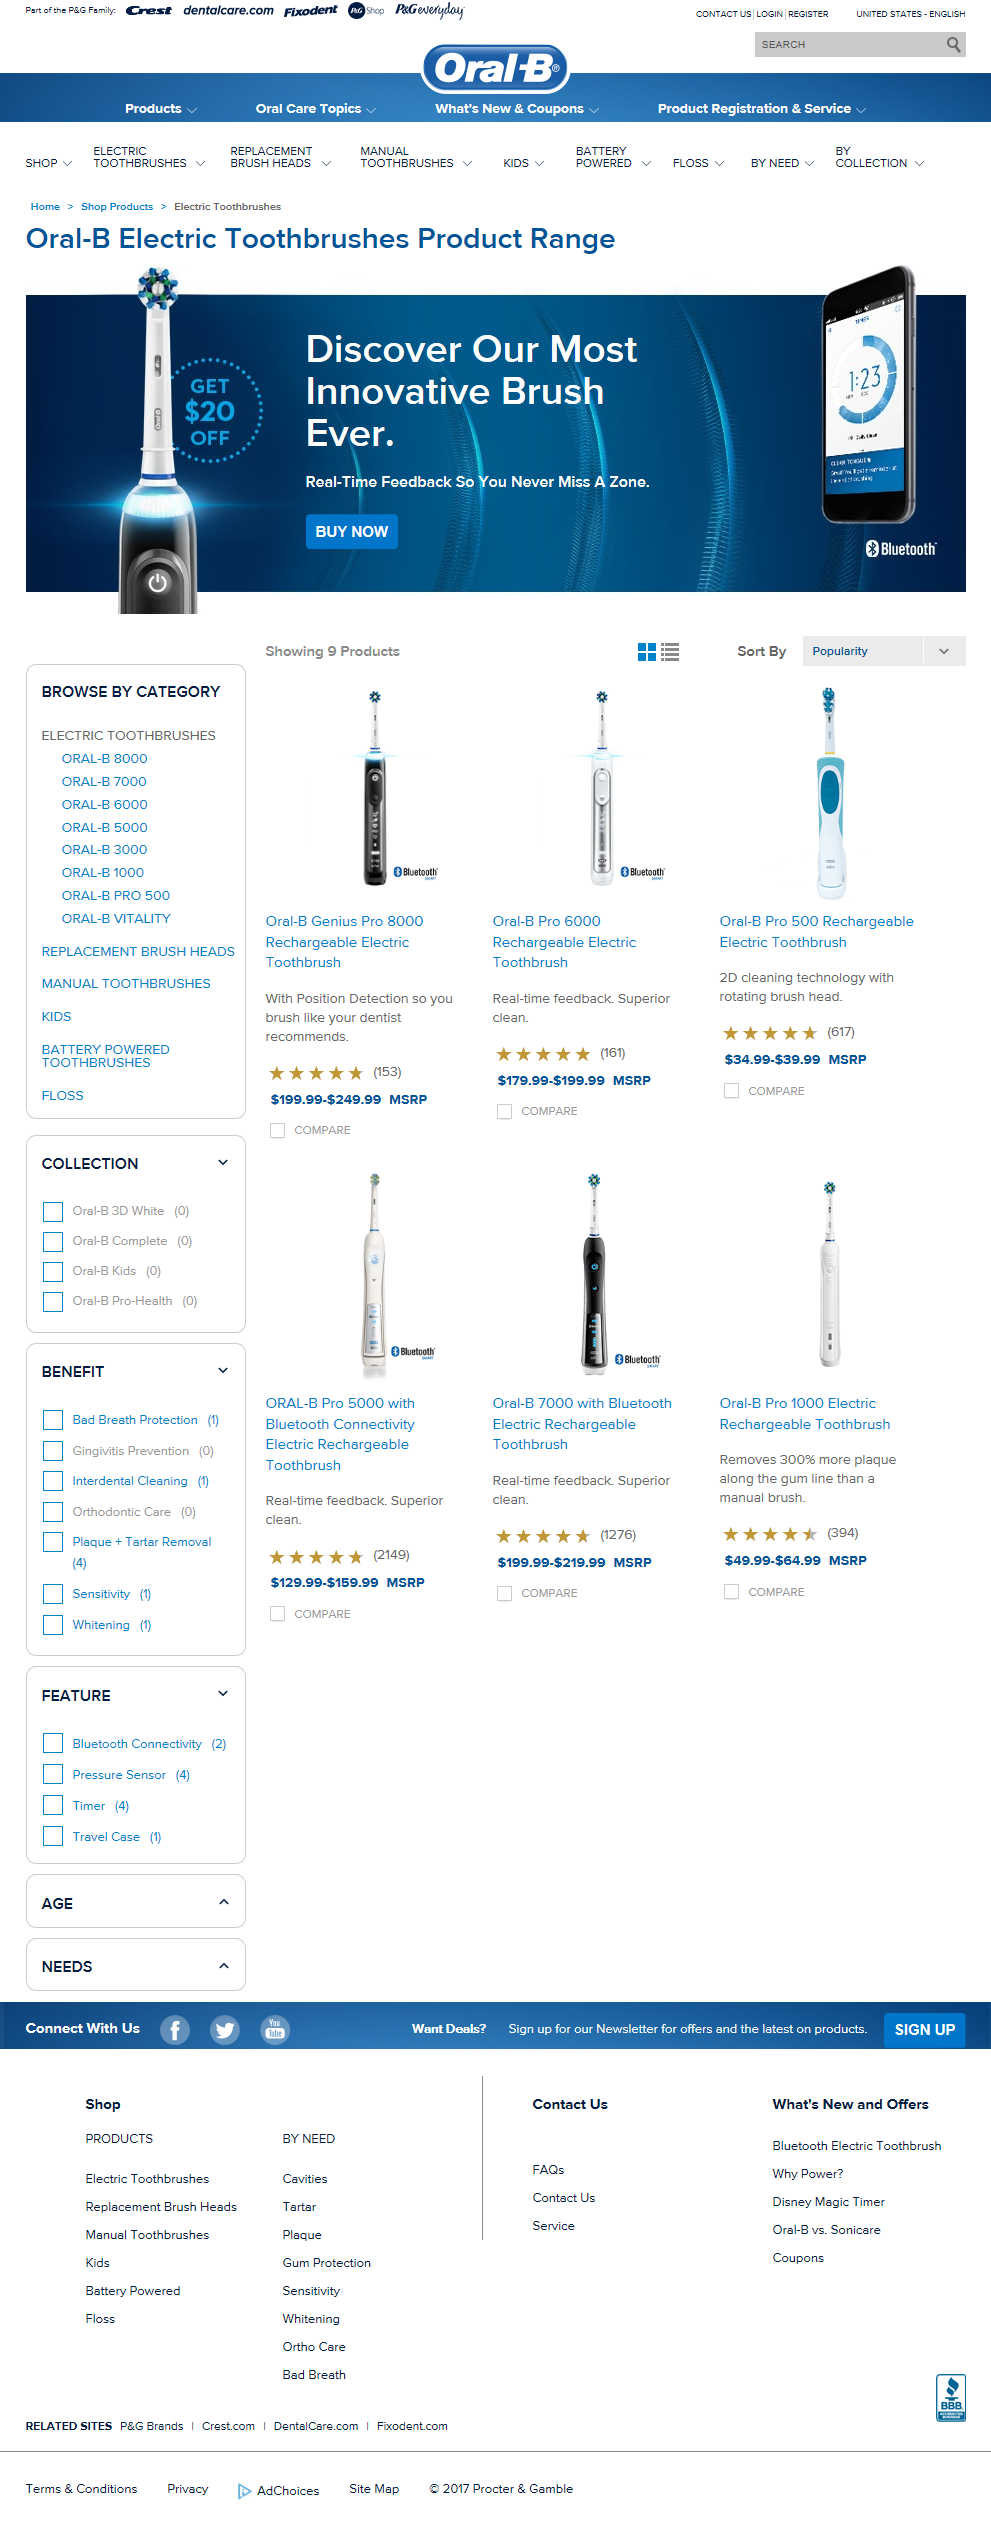 Part of the P&G Family: Crest dentalcare.com Fixodent P&G Shop P&G everyday
CONTACT US | LOGIN | REGISTER UNITED STATES - ENGLISH
SEARCH
Oral-B®
Products Oral Care Topics What's New & Coupons Product Registration & Service
SHOP ELECTRIC TOOTHBRUSHES REPLACEMENT BRUSH HEADS MANUAL TOOTHBRUSHES KIDS BATTERY POWERED FLOSS BY NEED BY COLLECTION
Home > Shop Products > Electric Toothbrushes
Oral-B Electric Toothbrushes Product Range
GET
$20
OFF
Discover Our Most
Innovative Brush
Ever.
Real-Time Feedback So You Never Miss A Zone.
BUY NOW
TIMER
1:23
MIN SEC
Daily Clean
Bluetooth
Showing 9 Products
Sort By Popularity
BROWSE BY CATEGORY
ELECTRIC TOOTHBRUSHES
ORAL-B 8000
ORAL-B 7000
ORAL-B 6000
ORAL-B 5000
ORAL-B 3000
ORAL-B 1000
ORAL-B PRO 500
ORAL-B VITALITY
REPLACEMENT BRUSH HEADS
MANUAL TOOTHBRUSHES
KIDS
BATTERY POWERED
TOOTHBRUSHES
FLOSS
COLLECTION
Oral-B 3D White (0)
Oral-B Complete (0)
Oral-B Kids (0)
Oral-B Pro-Health (0)
BENEFIT
Bad Breath Protection (1)
Gingivitis Prevention (0)
Interdental Cleaning (1)
Orthodontic Care (0)
Plaque + Tartar Removal
(4)
Sensitivity (1)
Whitening (1)
FEATURE
Bluetooth Connectivity (2)
Pressure Sensor (4)
Timer (4)
Travel Case (1)
AGE
NEEDS
Bluetooth
SMART
Oral-B Genius Pro 8000
Rechargeable Electric
Toothbrush
With Position Detection so you
brush like your dentist
recommends.
(153)
$199.99-$249.99 MSRP
COMPARE
Bluetooth
SMART
Oral-B Pro 6000
Rechargeable Electric
Toothbrush
Real-time feedback. Superior
clean.
(161)
$179.99-$199.99 MSRP
COMPARE
Oral-B Pro 500 Rechargeable
Electric Toothbrush
2D cleaning technology with
rotating brush head.
(617)
$34.99-$39.99 MSRP
COMPARE
Bluetooth
SMART
ORAL-B Pro 5000 with
Bluetooth Connectivity
Electric Rechargeable
Toothbrush
Real-time feedback. Superior
clean.
(2149)
$129.99-$159.99 MSRP
COMPARE
Bluetooth
SMART
Oral-B 7000 with Bluetooth
Electric Rechargeable
Toothbrush
Real-time feedback. Superior
clean.
(1276)
$199.99-$219.99 MSRP
COMPARE
Oral-B Pro 1000 Electric
Rechargeable Toothbrush
Removes 300% more plaque
along the gum line than a
manual brush.
(394)
$49.99-$64.99 MSRP
COMPARE
Connect With Us You Tube Want Deals? Sign up for our Newsletter for offers and the latest on products. SIGN UP
Shop
PRODUCTS
Electric Toothbrushes
Replacement Brush Heads
Manual Toothbrushes
Kids
Battery Powered
Floss
BY NEED
Cavities
Tartar
Plaque
Gum Protection
Sensitivity
Whitening
Ortho Care
Bad Breath
Contact Us
FAQs
Contact Us
Service
What's New and Offers
Bluetooth Electric Toothbrush
Why Power?
Disney Magic Timer
Oral-B vs. Sonicare
Coupons
BBB
ACCREDITED
BUSINESS
RELATED SITES P&G Brands | Crest.com | DentalCare.com | Fixodent.com
Terms & Conditions Privacy AdChoices Site Map © 2017 Procter & Gamble